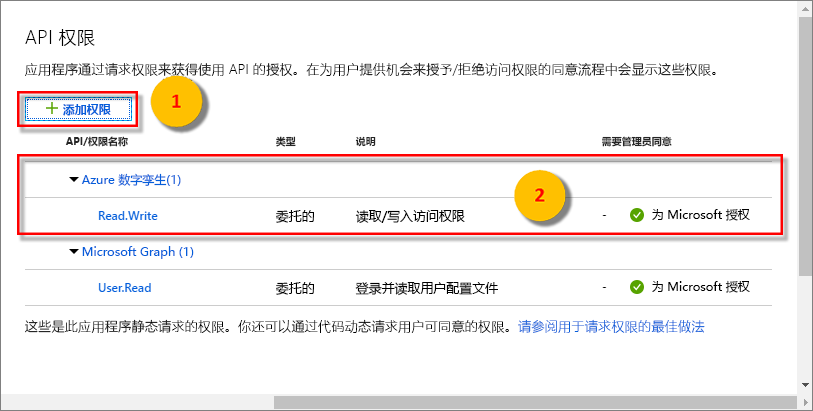 API 权限
应用程序通过请求权限来获得使用 API 的授权。在为用户提供机会来授予/拒绝访问权限的同意流程中会显示这些权限。
+ 添加权限 1
API/权限名称 类型 说明 需要管理员同意
Azure 数字孪生(1) 2
Read.Write 委托的 读取/写入访问权限 - 为 Microsoft 授权
Microsoft Graph (1)
User.Read 委托的 登录并读取用户配置文件 - 为 Microsoft 授权
这些是此应用程序静态请求的权限。你还可以通过代码动态请求用户可同意的权限。请参阅用于请求权限的最佳做法